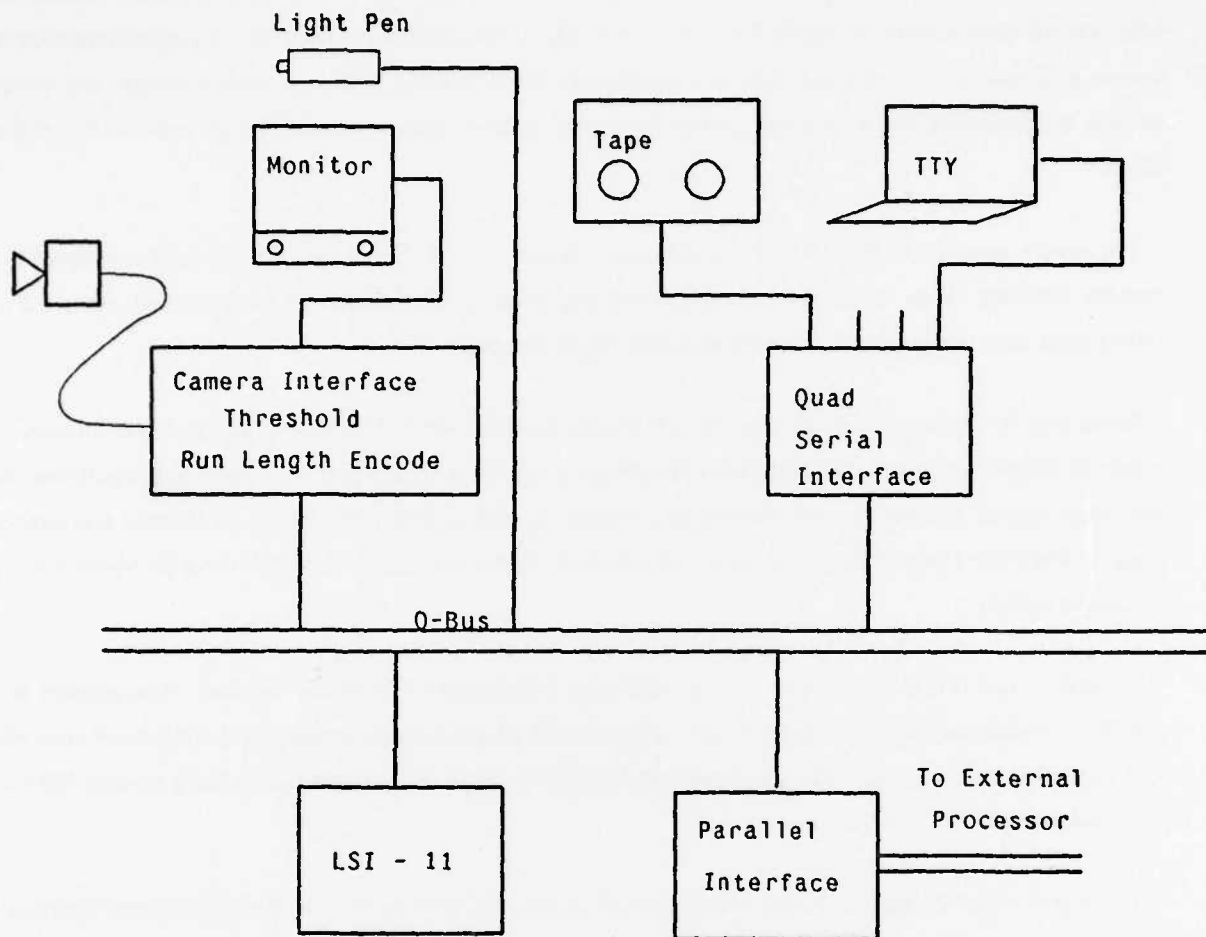 Light Pen
Monitor
Tape
TTY
Camera Interface
Threshold
Run Length Encode
Quad
Serial
Interface
Q-Bus
LSI - 11
Parallel
Interface
To External
Processor